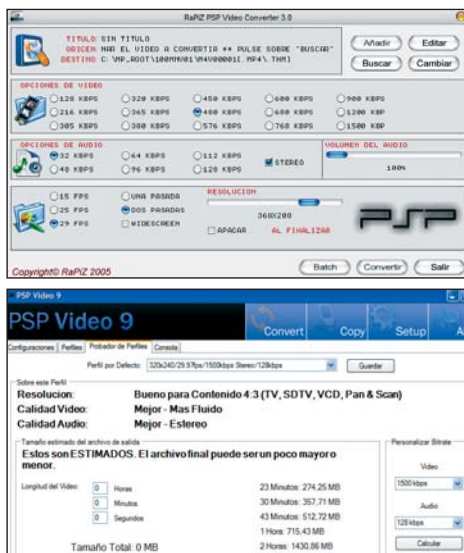 RaPiZ PSP Video Converter 3.0
TITULO: SIN TITULO
ORIGEN: HAR EL VIDEO A CONVERTIR ** PULSE SOBRE "BUSCAR"
DESTINO: C:\MP_ROOT\100MNV01\M4V00001(.MP4\.THM)
Añadir Editar
Buscar Cambiar
OPCIONES DE VIDEO
128 KBPS 320 KBPS 450 KBPS 600 KBPS 900 KBPS
216 KBPS 365 KBPS 480 KBPS 680 KBPS 1200 KBP
305 KBPS 380 KBPS 576 KBPS 768 KBPS 1500 KBP
OPCIONES DE AUDIO
VOLUMEN DEL AUDIO
32 KBPS 64 KBPS 112 KBPS STEREO
48 KBPS 96 KBPS 128 KBPS
100%
15 FPS UNA PASADA RESOLUCION
25 FPS DOS PASADAS 368X208
29 FPS WIDESCREEN APAGAR AL FINALIZAR
PSP
Copyright© RaPiZ 2005
Batch Convertir Salir
PSP Video 9
PSP Video 9
Convert Copy Setup
Configuraciones Perfiles Probador de Perfiles Console
Perfil por Defecto: 320x240/29.97fps/1500kbps Stereo/128kbps Guardar
Sobre este Perfil
Resolucion: Bueno para Contenido 4:3 (TV, SDTV, VCD, Pan & Scan)
Calidad Video: Mejor - Mas Fluido
Calidad Audio: Mejor - Estereo
Tamaño estimado del archivo de salida
Personalizar Bitrate
Estos son ESTIMADOS. El archivo final puede ser un poco mayor o menor.
Video
1500 kbps
Longitud del Video: 0 Horas
0 Minutos
0 Segundos
23 Minutos: 274,25 MB
30 Minutos: 357,71 MB
43 Minutos: 512,72 MB
1 Hora: 715,43 MB
2 Horas: 1430,86 MB
Audio
128 kbps
Calcular
Tamaño Total: 0 MB